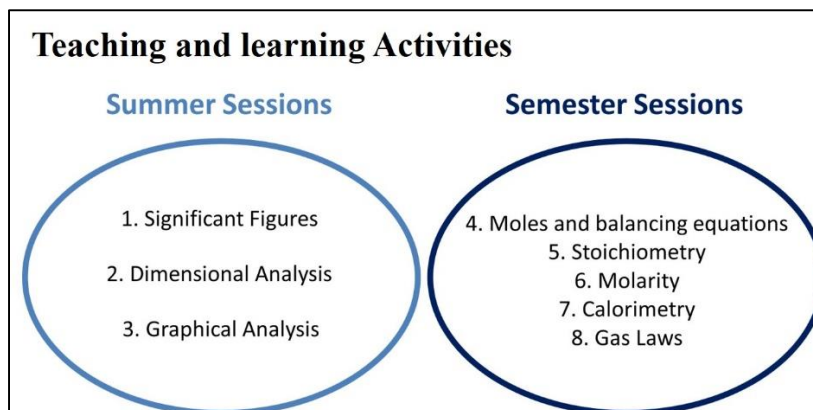 Teaching and learning Activities
Summer Sessions
1. Significant Figures
2. Dimensional Analysis
3. Graphical Analysis
Semester Sessions
4. Moles and balancing equations
5. Stoichiometry
6. Molarity
7. Calorimetry
8. Gas Laws